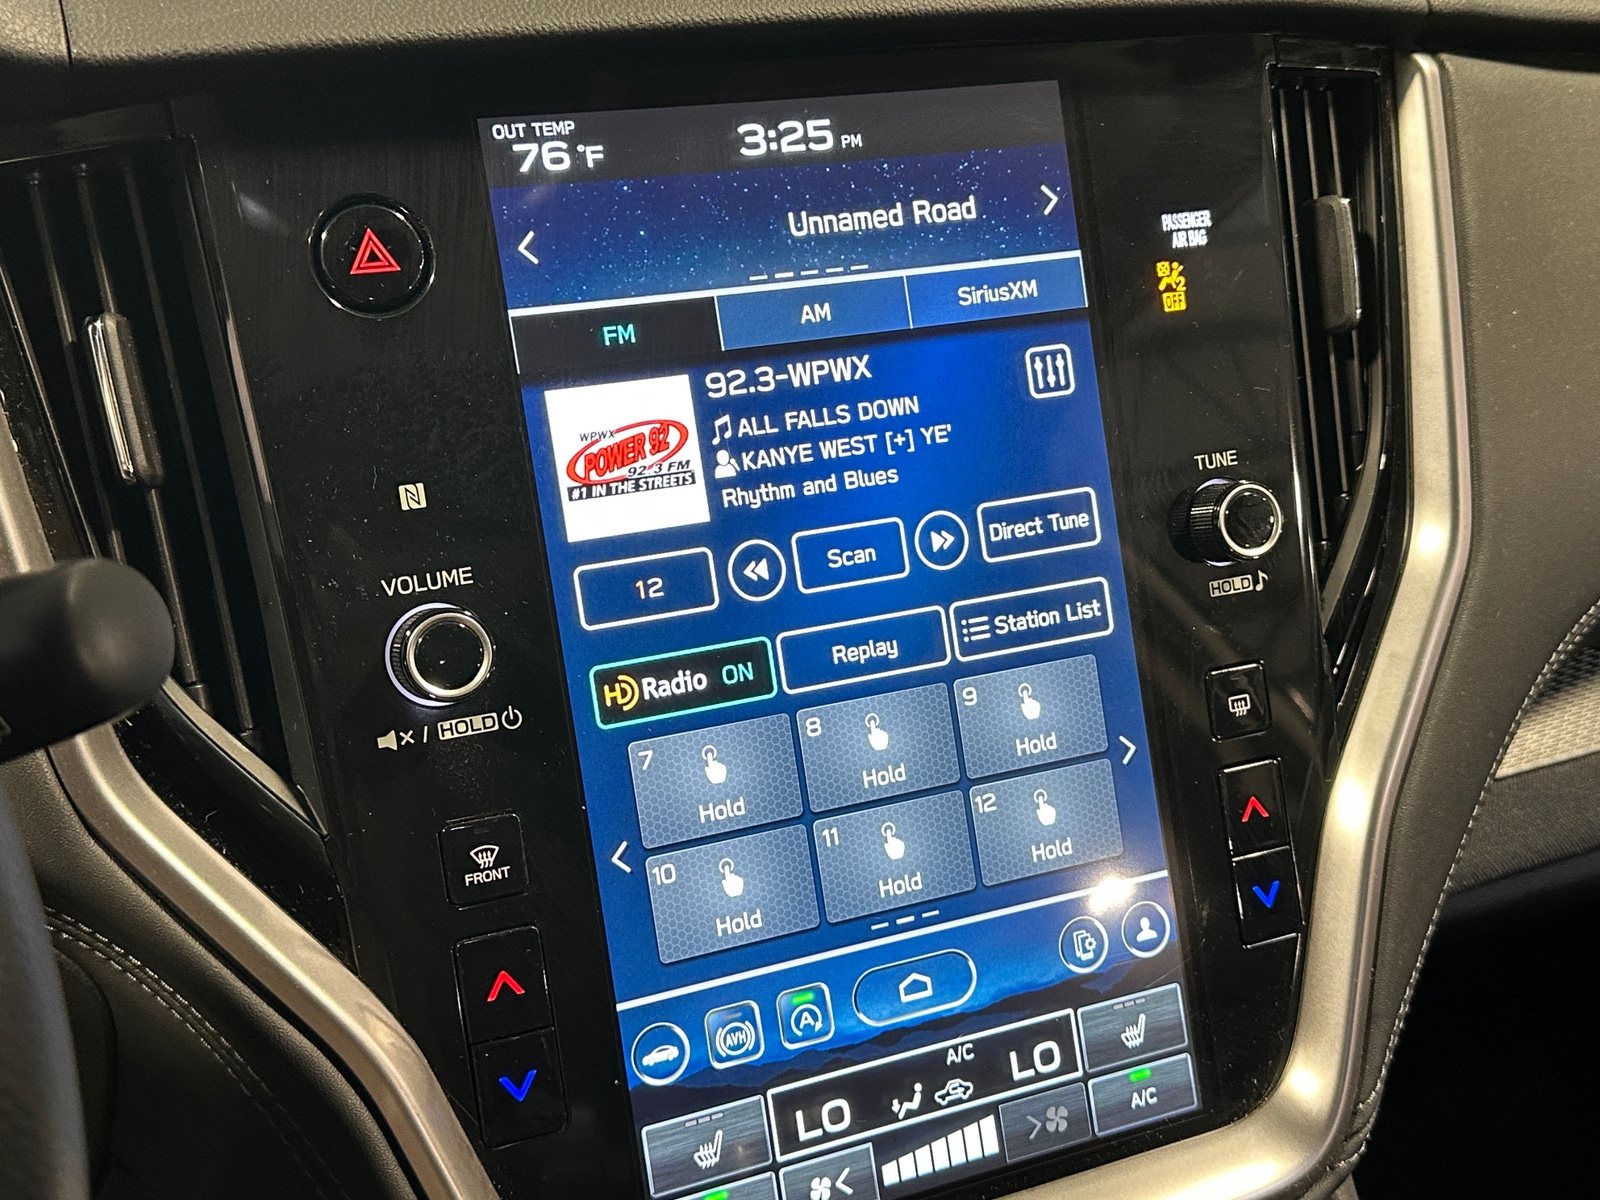 OUT TEMP
76 °F
3:25 PM
Unnamed Road
PASSENGER
AIR BAG
2
OFF
FM
AM
SiriusXM
92.3-WPWX
ALL FALLS DOWN
KANYE WEST [+] YE'
Rhythm and Blues
WPWX
POWER 92
92.3 FM
#1 IN THE STREETS
N
TUNE
HOLD
VOLUME
/ HOLD
12
Scan
Direct Tune
HD Radio ON
Replay
Station List
7
Hold
8
Hold
9
Hold
10
Hold
11
Hold
12
Hold
FRONT
AVH
A
A/C
LO
LO
A/C